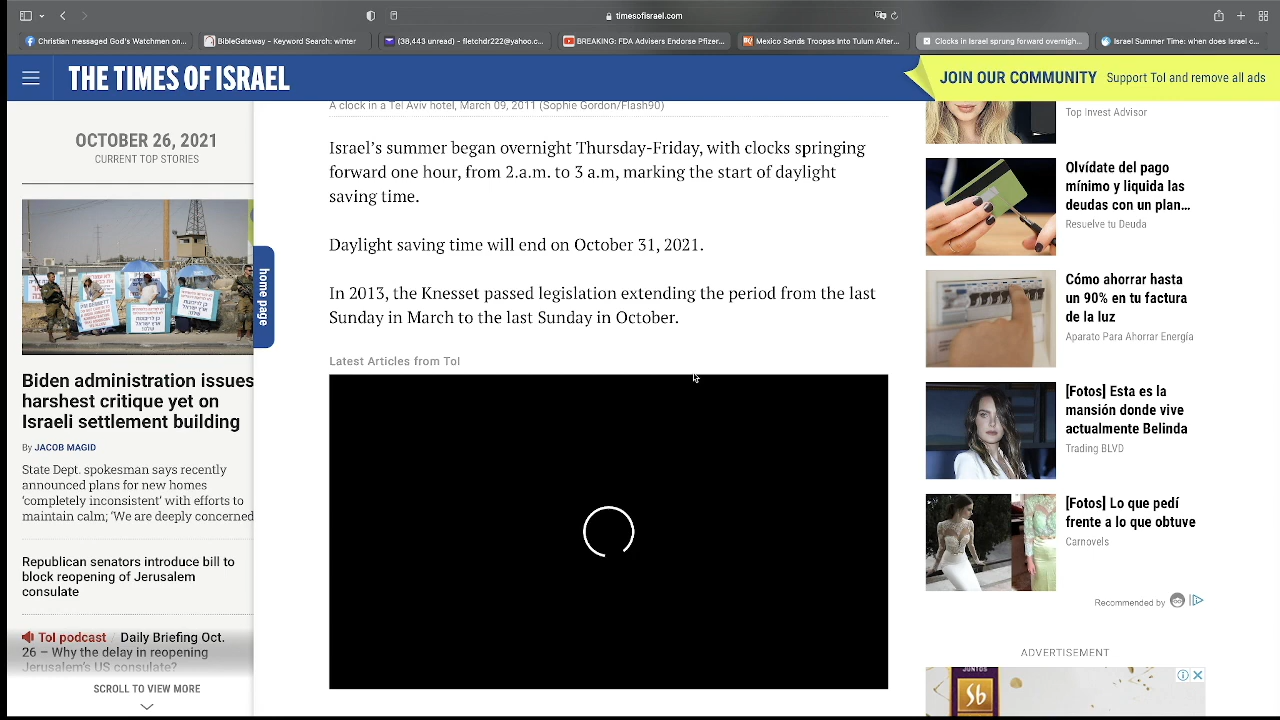 timesofisrael.com
Christian messaged God's Watchmen on...
BibleGateway - Keyword Search: winter
(38,443 unread) - fletchdr222@yahoo.c...
BREAKING: FDA Advisers Endorse Pfizer...
Mexico Sends Troopss Into Tulum After...
Clocks in Israel sprung forward overnigh...
Israel Summer Time: when does Israel c...
THE TIMES OF ISRAEL
JOIN OUR COMMUNITY Support ToI and remove all ads
OCTOBER 26, 2021
CURRENT TOP STORIES
Biden administration issues
harshest critique yet on
Israeli settlement building
By JACOB MAGID
State Dept. spokesman says recently
announced plans for new homes
‘completely inconsistent’ with efforts to
maintain calm; ‘We are deeply concerned
Republican senators introduce bill to
block reopening of Jerusalem
consulate
ToI podcast / Daily Briefing Oct.
26 – Why the delay in reopening
Jerusalem’s US consulate?
SCROLL TO VIEW MORE
home page
A clock in a Tel Aviv hotel, March 09, 2011 (Sophie Gordon/Flash90)
Israel’s summer began overnight Thursday-Friday, with clocks springing
forward one hour, from 2.a.m. to 3 a.m, marking the start of daylight
saving time.
Daylight saving time will end on October 31, 2021.
In 2013, the Knesset passed legislation extending the period from the last
Sunday in March to the last Sunday in October.
Latest Articles from ToI
Top Invest Advisor
Olvídate del pago
mínimo y liquida las
deudas con un plan...
Resuelve tu Deuda
Cómo ahorrar hasta
un 90% en tu factura
de la luz
Aparato Para Ahorrar Energía
[Fotos] Esta es la
mansión donde vive
actualmente Belinda
Trading BLVD
[Fotos] Lo que pedí
frente a lo que obtuve
Carnovels
Recommended by
ADVERTISEMENT
JUNTOS
Sb